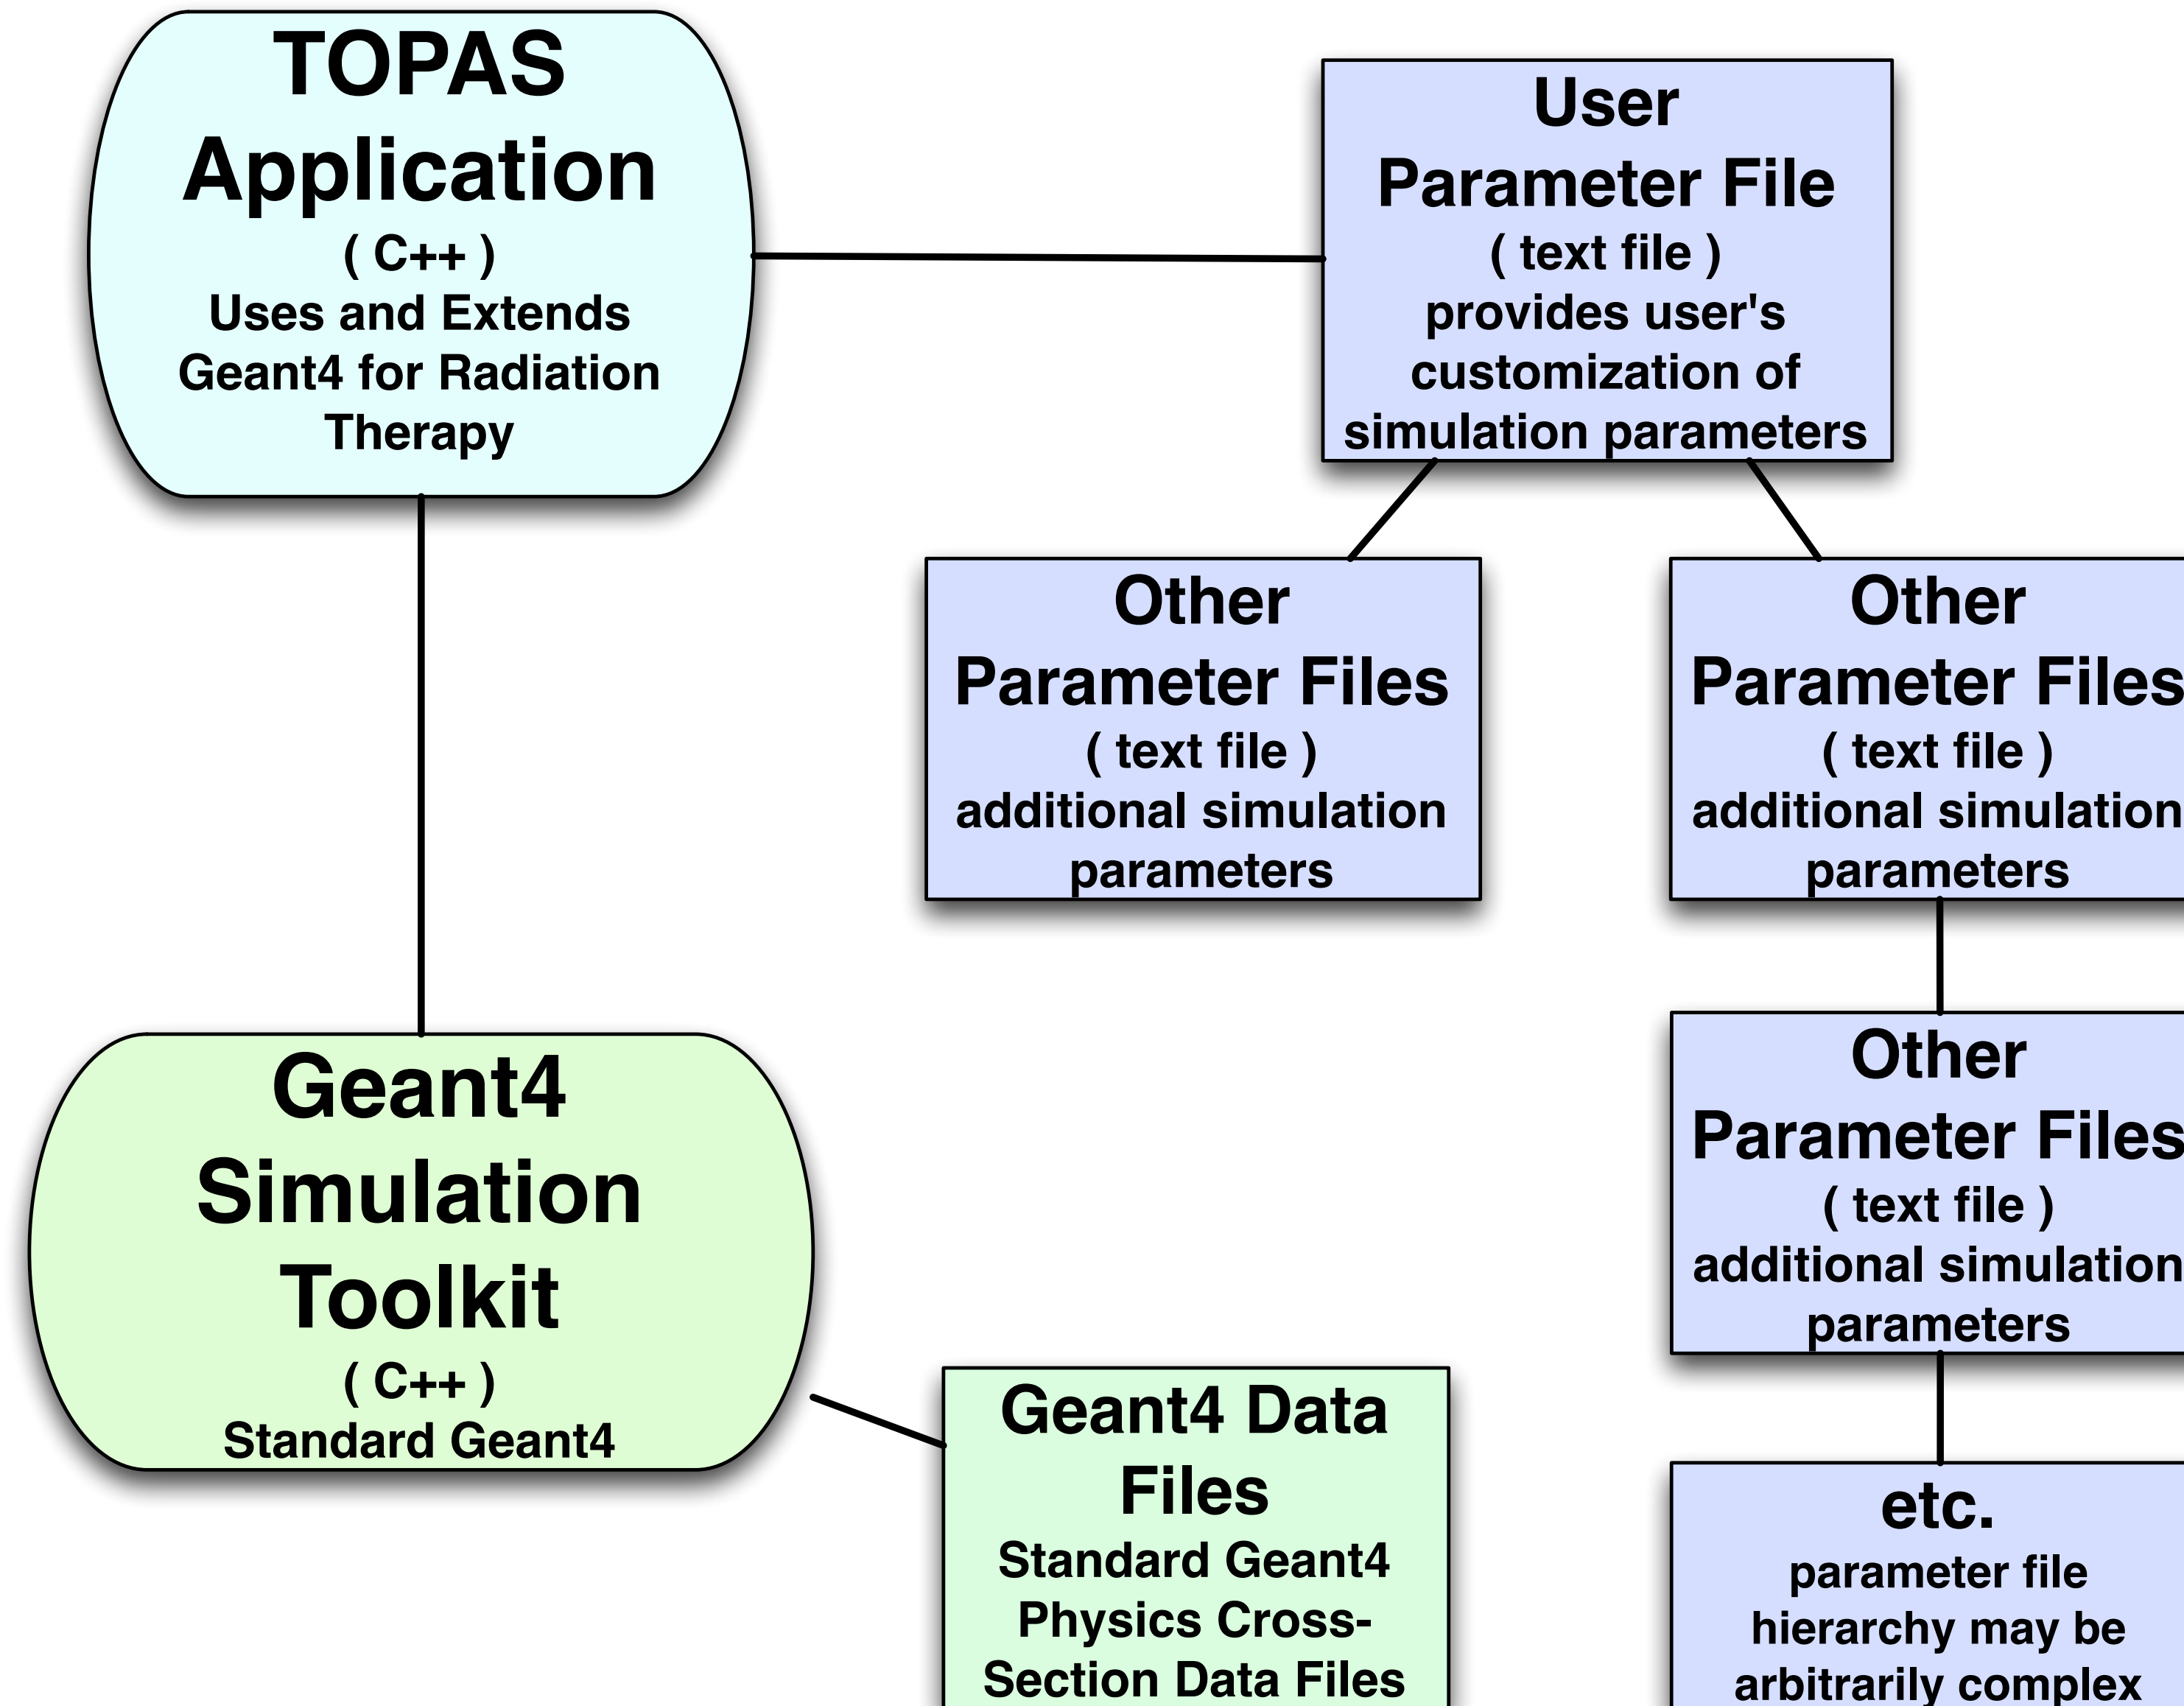 TOPAS
Application
( C++ )
Uses and Extends
Geant4 for Radiation
Therapy
User
Parameter File
( text file )
provides user's
customization of
simulation parameters
Other
Parameter Files
( text file )
additional simulation
parameters
Other
Parameter Files
( text file )
additional simulation
parameters
Geant4
Simulation
Toolkit
( C++ )
Standard Geant4
Other
Parameter Files
( text file )
additional simulation
parameters
Geant4 Data
Files
Standard Geant4
Physics Cross-
Section Data Files
etc.
parameter file
hierarchy may be
arbitrarily complex